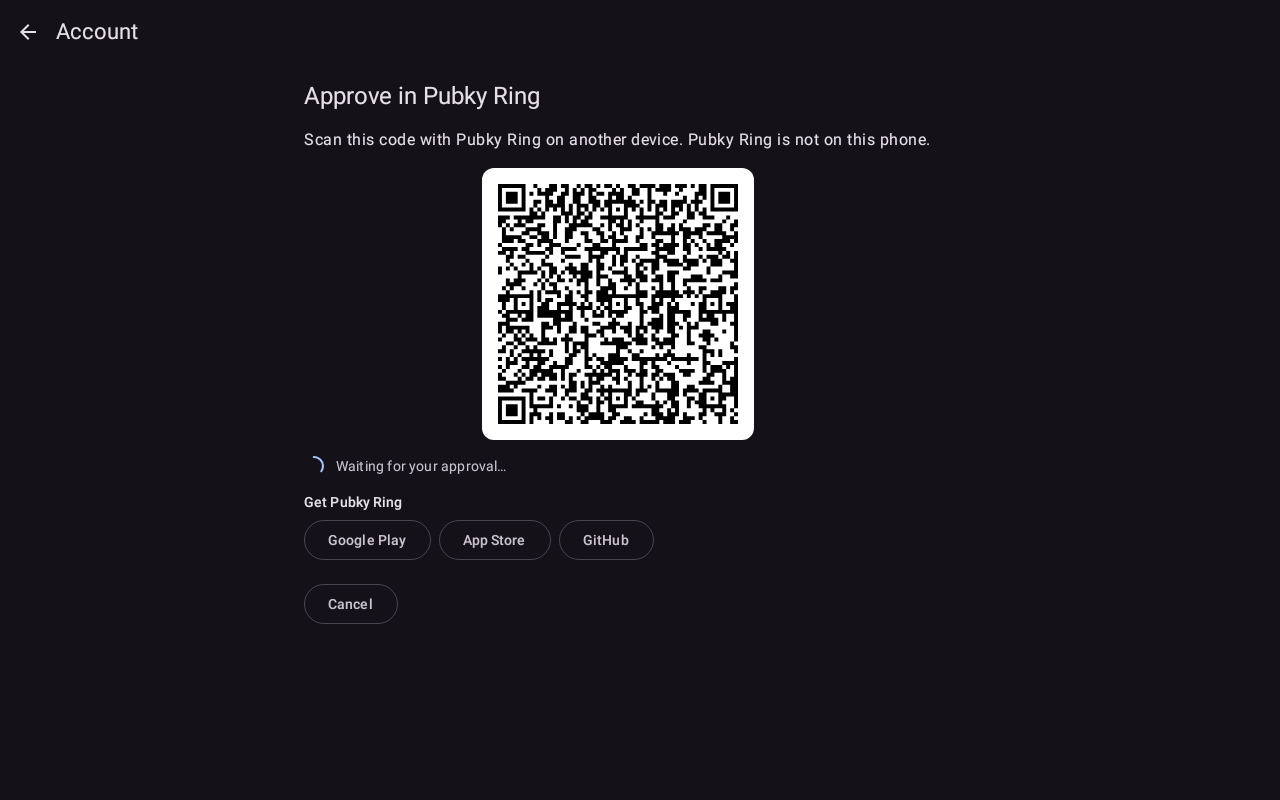 Account
Approve in Pubky Ring
Scan this code with Pubky Ring on another device. Pubky Ring is not on this phone.
Waiting for your approval…
Get Pubky Ring
Google Play
App Store
GitHub
Cancel